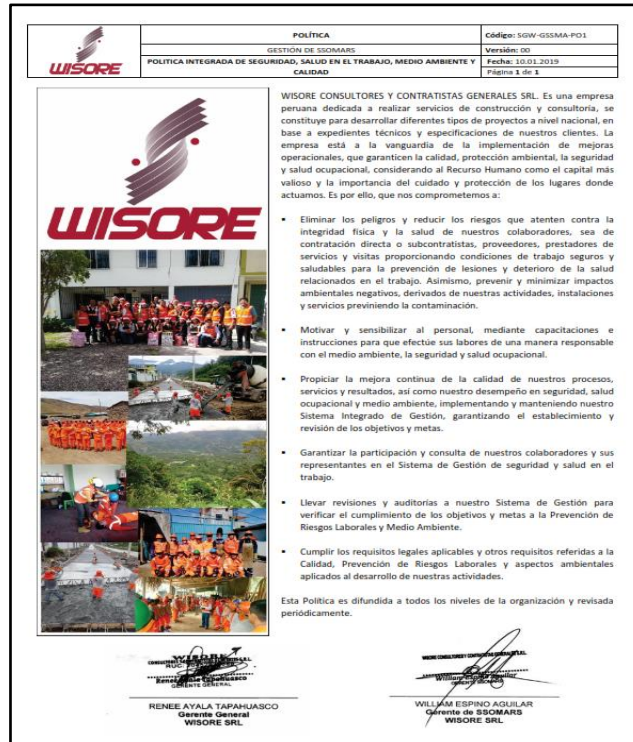 WISORE
POLÍTICA
GESTIÓN DE SSOMARS
POLITICA INTEGRADA DE SEGURIDAD, SALUD EN EL TRABAJO, MEDIO AMBIENTE Y
CALIDAD
Código: SGW-GSSMA-PO1
Versión: 00
Fecha: 10.01.2019
Página 1 de 1
WISORE
WISORE CONSULTORES Y CONTRATISTAS GENERALES SRL. Es una empresa
peruana dedicada a realizar servicios de construcción y consultoría, se
constituye para desarrollar diferentes tipos de proyectos a nivel nacional, en
base a expedientes técnicos y especificaciones de nuestros clientes. La
empresa está a la vanguardia de la implementación de mejoras
operacionales, que garanticen la calidad, protección ambiental, la seguridad
y salud ocupacional, considerando al Recurso Humano como el capital más
valioso y la importancia del cuidado y protección de los lugares donde
actuamos. Es por ello, que nos comprometemos a:
▪ Eliminar los peligros y reducir los riesgos que atenten contra la
integridad física y la salud de nuestros colaboradores, sea de
contratación directa o subcontratistas, proveedores, prestadores de
servicios y visitas proporcionando condiciones de trabajo seguros y
saludables para la prevención de lesiones y deterioro de la salud
relacionados en el trabajo. Asimismo, prevenir y minimizar impactos
ambientales negativos, derivados de nuestras actividades, instalaciones
y servicios previniendo la contaminación.
▪ Motivar y sensibilizar al personal, mediante capacitaciones e
instrucciones para que efectúe sus labores de una manera responsable
con el medio ambiente, la seguridad y salud ocupacional.
▪ Propiciar la mejora continua de la calidad de nuestros procesos,
servicios y resultados, así como nuestro desempeño en seguridad, salud
ocupacional y medio ambiente, implementando y manteniendo nuestro
Sistema Integrado de Gestión, garantizando el establecimiento y
revisión de los objetivos y metas.
▪ Garantizar la participación y consulta de nuestros colaboradores y sus
representantes en el Sistema de Gestión de seguridad y salud en el
trabajo.
▪ Llevar revisiones y auditorías a nuestro Sistema de Gestión para
verificar el cumplimiento de los objetivos y metas a la Prevención de
Riesgos Laborales y Medio Ambiente.
▪ Cumplir los requisitos legales aplicables y otros requisitos referidas a la
Calidad, Prevención de Riesgos Laborales y aspectos ambientales
aplicados al desarrollo de nuestras actividades.
Esta Política es difundida a todos los niveles de la organización y revisada
periódicamente.
WISORE
GERENTE GENERAL
RENEE AYALA TAPAHUASCO
Gerente General
WISORE SRL
WISORE CONSULTORES Y CONTRATISTAS GENERALES S.R.L.
William Espino Aguilar
GERENTE SSOMARS
WILLIAM ESPINO AGUILAR
Gerente de SSOMARS
WISORE SRL